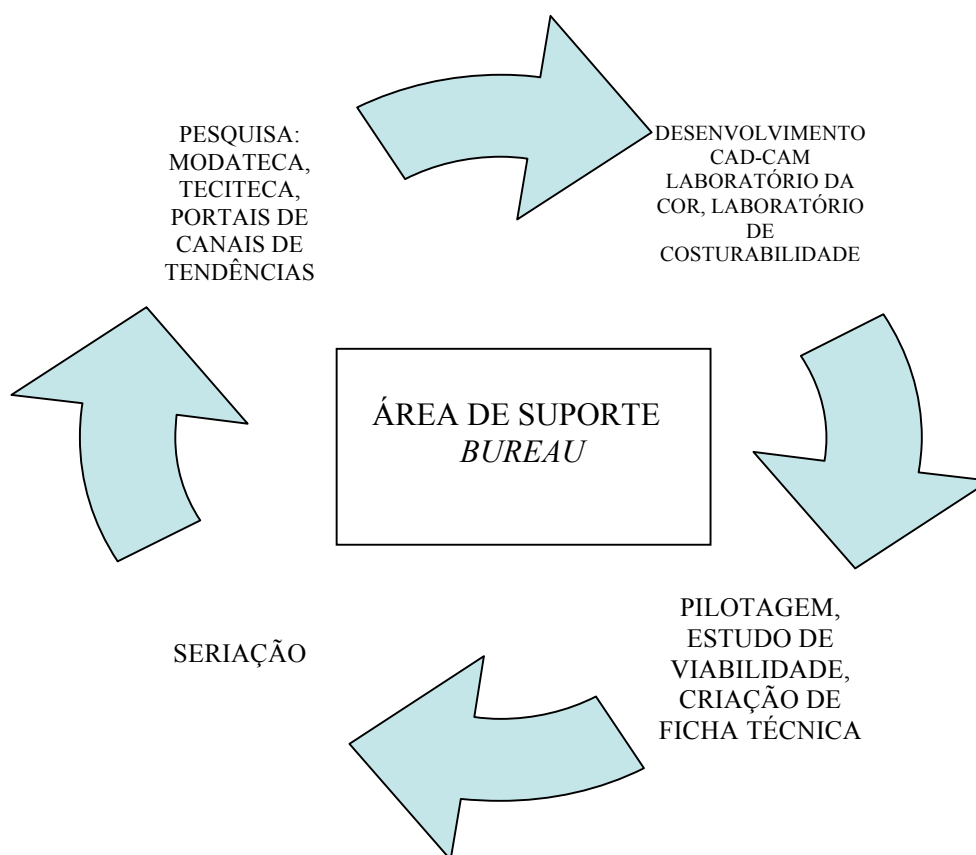 PESQUISA:
MODATECA,
TECITECA,
PORTAIS DE
CANAIS DE
TENDÊNCIAS
DESENVOLVIMENTO
CAD-CAM
LABORATÓRIO DA
COR, LABORATÓRIO
DE
COSTURABILIDADE
ÁREA DE SUPORTE
BUREAU
PILOTAGEM,
ESTUDO DE
VIABILIDADE,
CRIAÇÃO DE
FICHA TÉCNICA
SERIAÇÃO